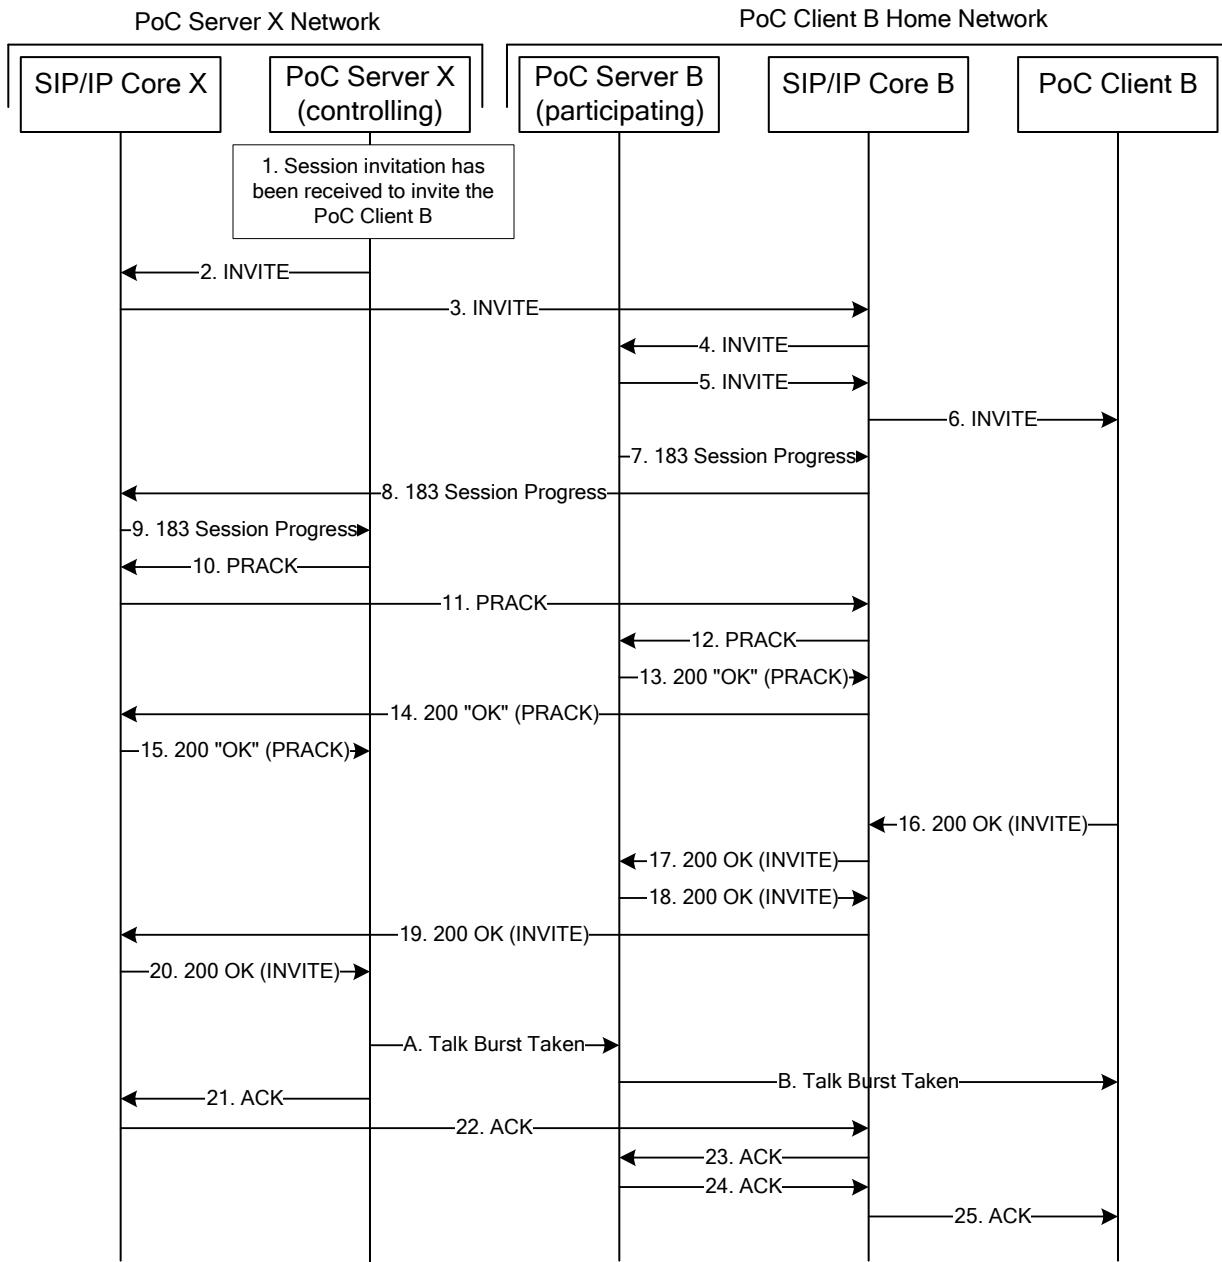 PoC Server X Network
PoC Client B Home Network
SIP/IP Core X
PoC Server X
(controlling)
PoC Server B
(participating)
SIP/IP Core B
PoC Client B
1. Session invitation has
been received to invite the
PoC Client B
2. INVITE
3. INVITE
4. INVITE
5. INVITE
6. INVITE
7. 183 Session Progress
8. 183 Session Progress
9. 183 Session Progress
10. PRACK
11. PRACK
12. PRACK
13. 200 "OK" (PRACK)
14. 200 "OK" (PRACK)
15. 200 "OK" (PRACK)
16. 200 OK (INVITE)
17. 200 OK (INVITE)
18. 200 OK (INVITE)
19. 200 OK (INVITE)
20. 200 OK (INVITE)
A. Talk Burst Taken
B. Talk Burst Taken
21. ACK
22. ACK
23. ACK
24. ACK
25. ACK